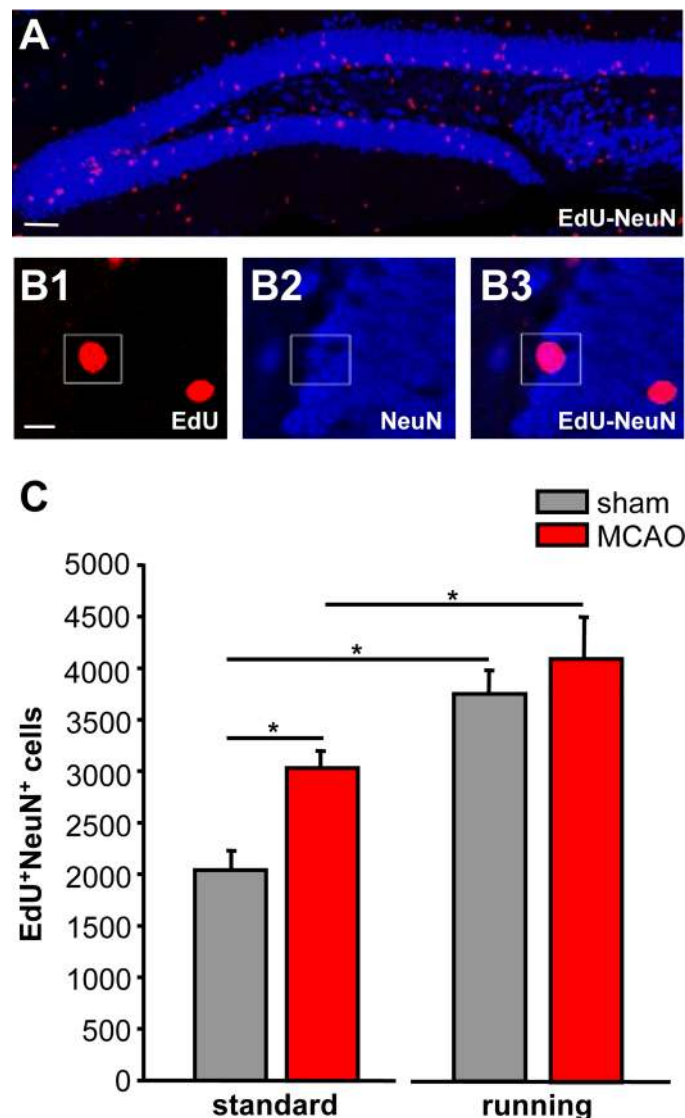 A
EdU-NeuN
B1
EdU
B2
NeuN
B3
EdU-NeuN
C
sham
MCAO
EdU⁺NeuN⁺ cells
5000
4500
4000
3500
3000
2500
2000
1500
1000
500
0
*
*
*
standard
running